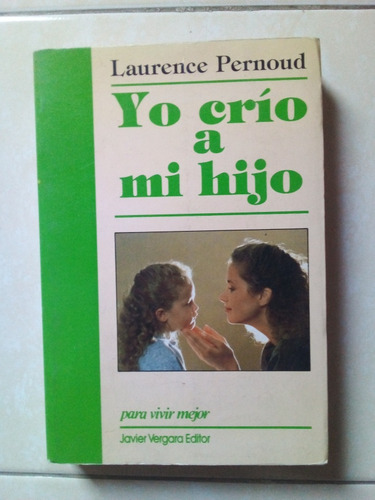 Laurence Pernoud
Yo crío
a
mi hijo
para vivir mejor
Javier Vergara Editor